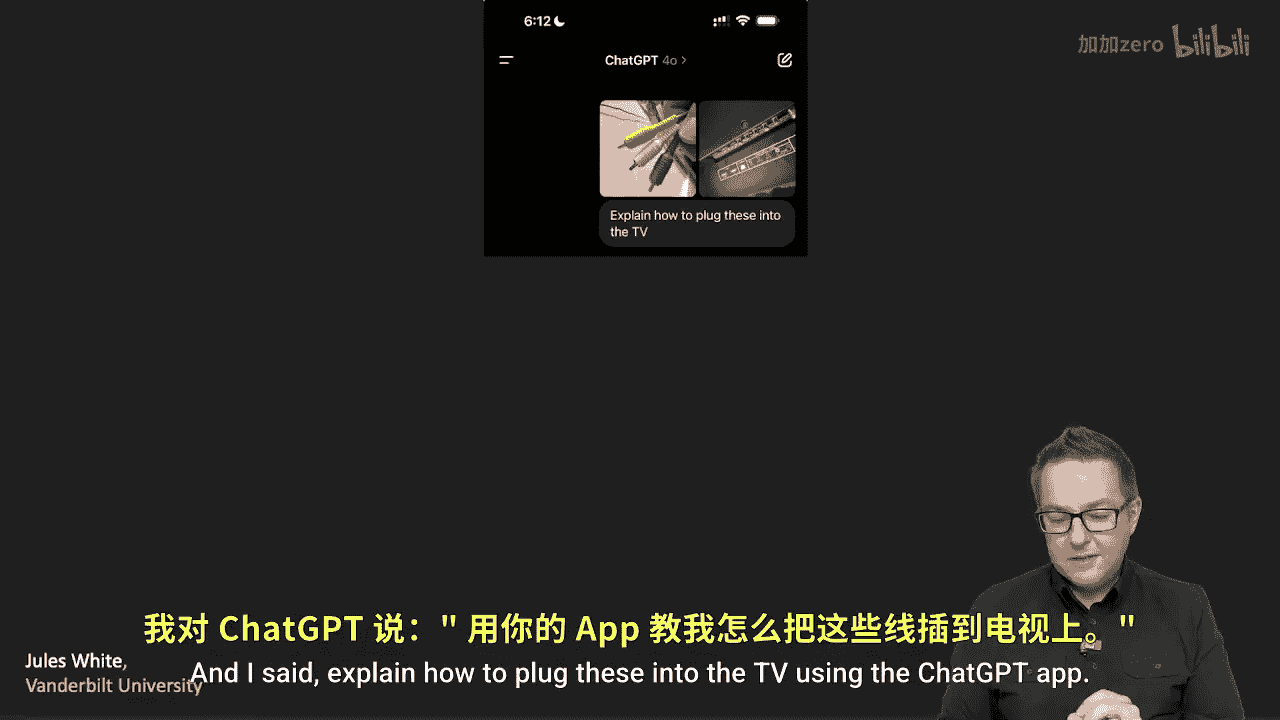 6:12
ChatGPT 4o >
加加zero bilibili
Explain how to plug these into
the TV
我对 ChatGPT 说："用你的 App 教我怎么把这些线插到电视上。"
Jules White,
Vanderbilt University
And I said, explain how to plug these into the TV using the ChatGPT app.